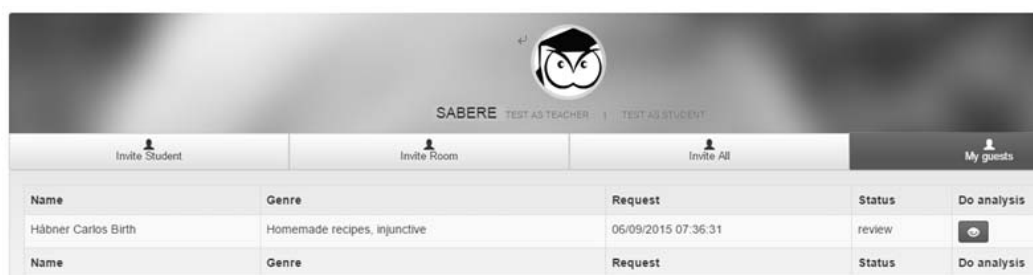 SABERE TEST AS TEACHER | TEST AS STUDENT
Invite Student Invite Room Invite All My guests
Name Genre Request Status Do analysis
Hábner Carlos Birth Homemade recipes, injunctive 06/09/2015 07:36:31 review
Name Genre Request Status Do analysis